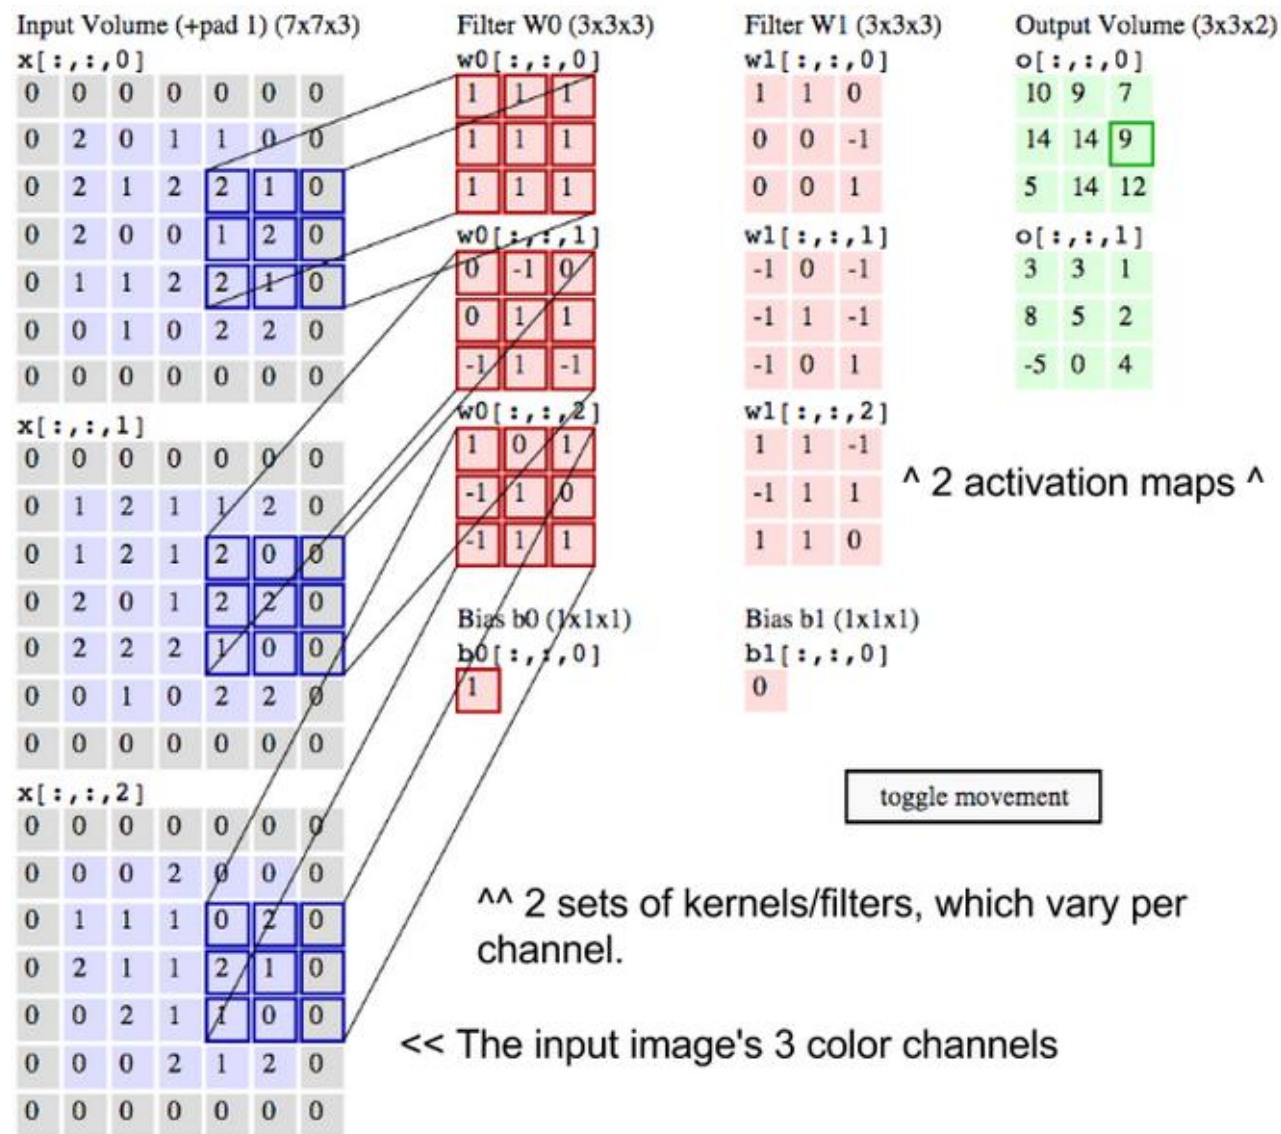 Input Volume (+pad 1) (7x7x3)
x[:,:,0]
0 0 0 0 0 0 0
0 2 0 1 1 0 0
0 2 1 2 2 1 0
0 2 0 0 1 2 0
0 1 1 2 2 1 0
0 0 1 0 2 2 0
0 0 0 0 0 0 0
x[:,:,1]
0 0 0 0 0 0 0
0 1 2 1 1 2 0
0 1 2 1 2 0 0
0 2 0 1 2 2 0
0 2 2 2 1 0 0
0 0 1 0 2 2 0
0 0 0 0 0 0 0
x[:,:,2]
0 0 0 0 0 0 0
0 0 0 2 0 0 0
0 1 1 1 0 2 0
0 2 1 1 2 1 0
0 0 2 1 1 0 0
0 0 0 2 1 2 0
0 0 0 0 0 0 0
Filter W0 (3x3x3)
w0[:,:,0]
1 1 1
1 1 1
1 1 1
w0[:,:,1]
0 -1 0
0 1 1
-1 1 -1
w0[:,:,2]
1 0 1
-1 1 0
-1 1 1
Bias b0 (1x1x1)
b0[:,:,0]
1
Filter W1 (3x3x3)
w1[:,:,0]
1 1 0
0 0 -1
0 0 1
w1[:,:,1]
-1 0 -1
-1 1 -1
-1 0 1
w1[:,:,2]
1 1 -1
-1 1 1
1 1 0
Bias b1 (1x1x1)
b1[:,:,0]
0
Output Volume (3x3x2)
o[:,:,0]
10 9 7
14 14 9
5 14 12
o[:,:,1]
3 3 1
8 5 2
-5 0 4
^ 2 activation maps ^
toggle movement
^^ 2 sets of kernels/filters, which vary per
channel.
<< The input image's 3 color channels